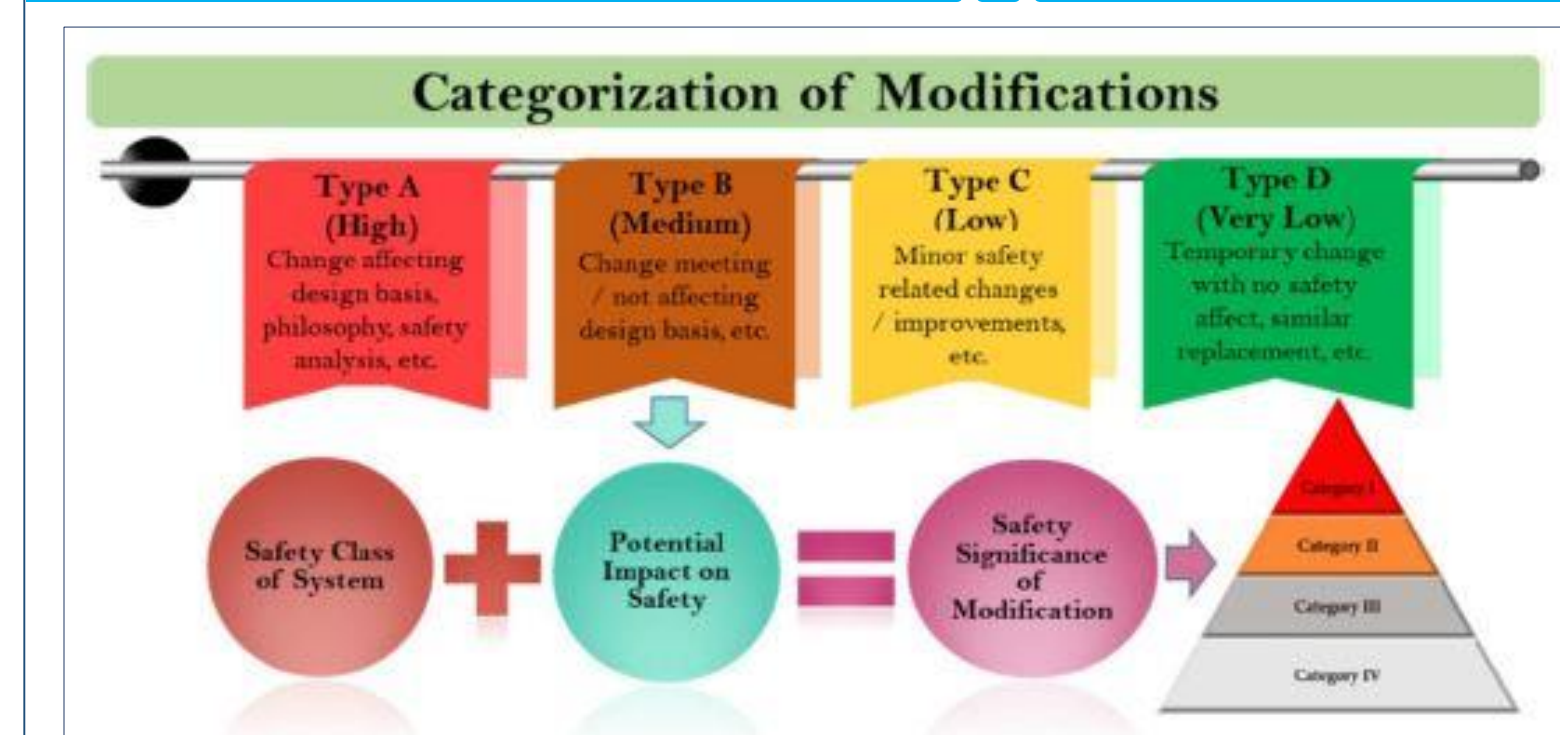 Categorization of Modifications
Type A
(High)
Change affecting
design basis,
philosophy, safety
analysis, etc.
Type B
(Medium)
Change meeting
/ not affecting
design basis, etc.
Type C
(Low)
Minor safety
related changes
/ improvements,
etc.
Type D
(Very Low)
Temporary change
with no safety
affect, similar
replacement, etc.
Safety Class
of System
Potential
Impact on
Safety
Safety
Significance
of
Modification
Category I
Category II
Category III
Category IV